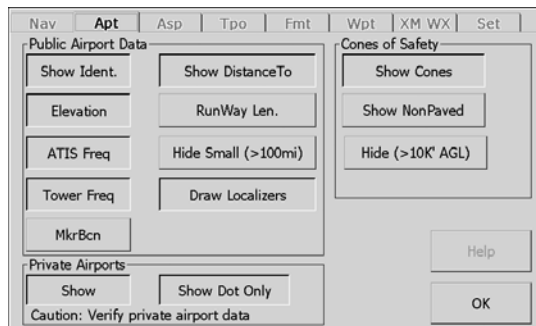 Nav Apt Asp Tpo Fmt Wpt XM WX Set
Public Airport Data
Show Ident. Show DistanceTo
Elevation RunWay Len.
ATIS Freq Hide Small (>100mi)
Tower Freq Draw Localizers
MkrBcn
Cones of Safety
Show Cones
Show NonPaved
Hide (>10K' AGL)
Private Airports
Show Show Dot Only
Caution: Verify private airport data
Help
OK